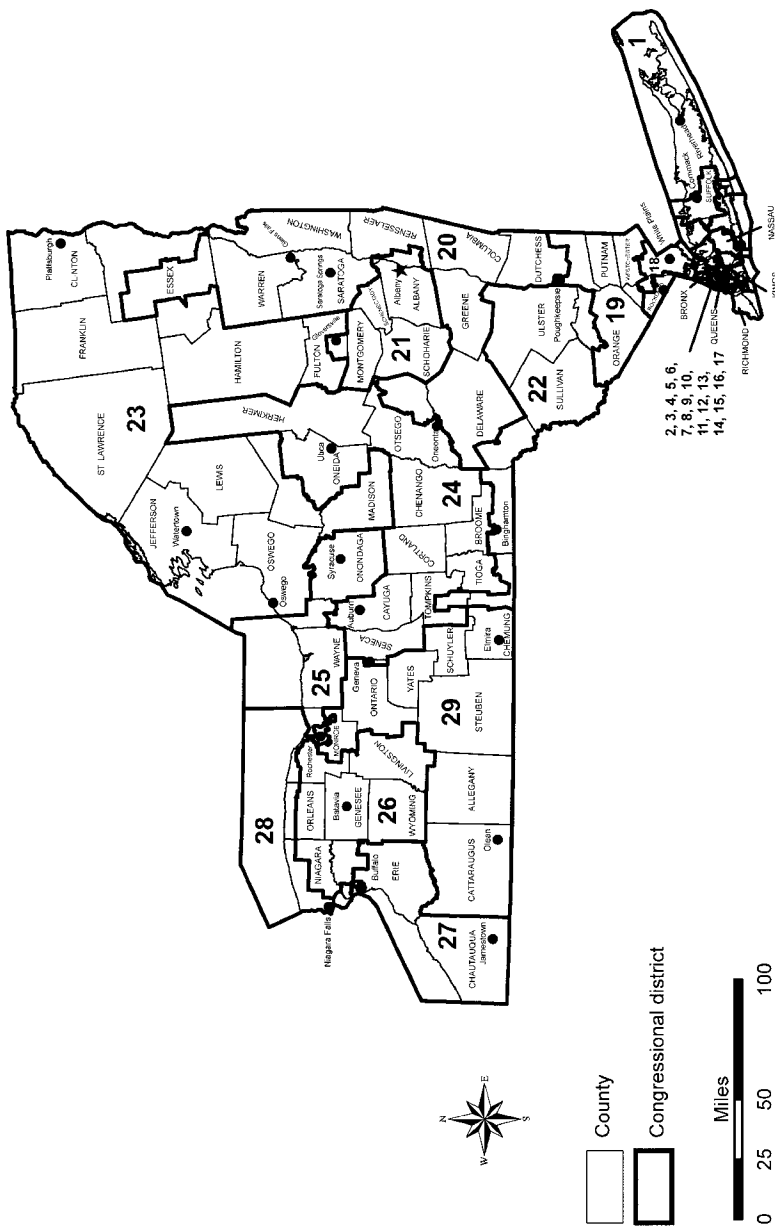 Plattsburgh
CLINTON
FRANKLIN
ST LAWRENCE
23
ESSEX
JEFFERSON
Watertown
LEWIS
HAMILTON
WARREN
WASHINGTON
Glens Falls
Saratoga Springs
SARATOGA
OSWEGO
Oswego
HERKIMER
FULTON
Gloversville
MONTGOMERY
Utica
ONEIDA
MADISON
Syracuse
ONONDAGA
Auburn
CAYUGA
RENSSELAER
Albany
ALBANY
21
SCHOHARIE
20
COLUMBIA
GREENE
OTSEGO
Oneonta
DELAWARE
CHENANGO
24
CORTLAND
BROOME
Binghamton
TIOGA
TOMPKINS
SENECA
SCHUYLER
Elmira
CHEMUNG
25
WAYNE
Geneva
ONTARIO
YATES
29
STEUBEN
28
Rochester
MONROE
ORLEANS
Batavia
GENESEE
26
WYOMING
LIVINGSTON
ALLEGANY
NIAGARA
Niagara Falls
Buffalo
ERIE
CATTARAUGUS
Olean
27
CHAUTAUQUA
Jamestown
DUTCHESS
ULSTER
Poughkeepsie
22
SULLIVAN
PUTNAM
19
ORANGE
18
White Plains
1
Riverhead
Commack
SUFFOLK
BRONX
QUEENS
RICHMOND
NASSAU
2, 3, 4, 5, 6,
7, 8, 9, 10,
11, 12, 13,
14, 15, 16, 17
N
W
E
S
County
Congressional district
Miles
0 25 50 100